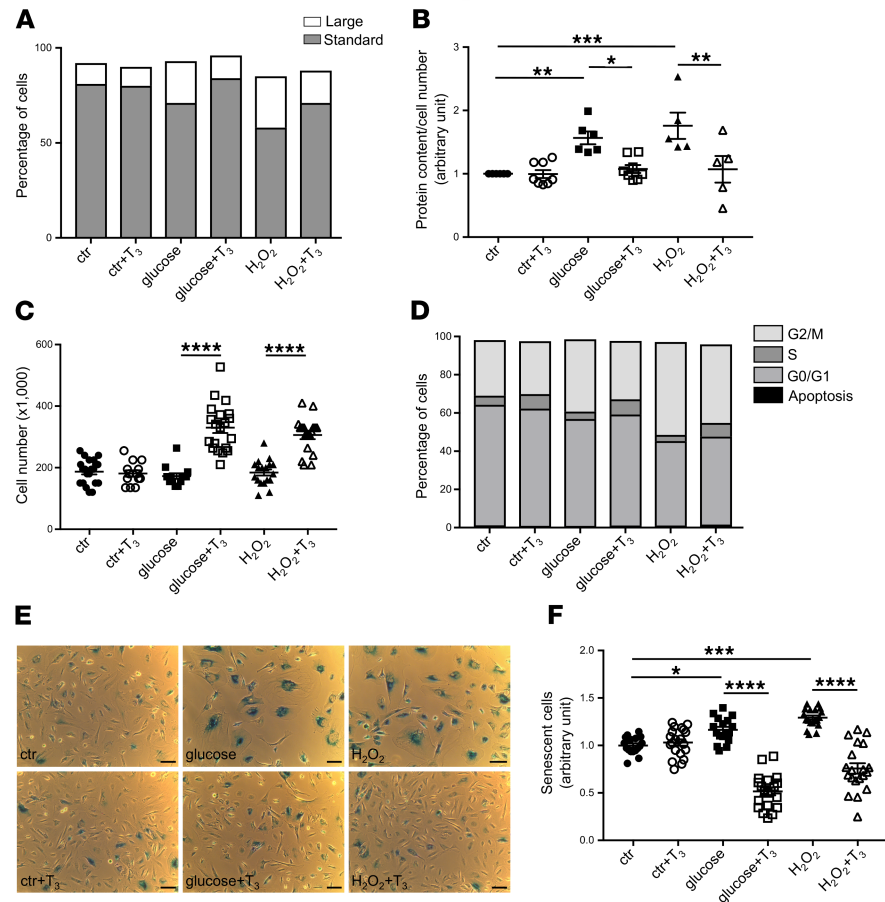 A
Large
Standard
Percentage of cells
100
50
0
ctr
ctr+T3
glucose
glucose+T3
H2O2
H2O2+T3
B
Protein content/cell number
(arbitrary unit)
3
2
1
0
***
**
*
**
ctr
ctr+T3
glucose
glucose+T3
H2O2
H2O2+T3
C
Cell number (x1,000)
600
400
200
0
****
****
ctr
ctr+T3
glucose
glucose+T3
H2O2
H2O2+T3
D
Percentage of cells
100
80
60
40
20
0
G2/M
S
G0/G1
Apoptosis
ctr
ctr+T3
glucose
glucose+T3
H2O2
H2O2+T3
E
ctr
glucose
H2O2
ctr+T3
glucose+T3
H2O2+T3
F
Senescent cells
(arbitrary unit)
2.0
1.5
1.0
0.5
0.0
***
*
****
****
ctr
ctr+T3
glucose
glucose+T3
H2O2
H2O2+T3